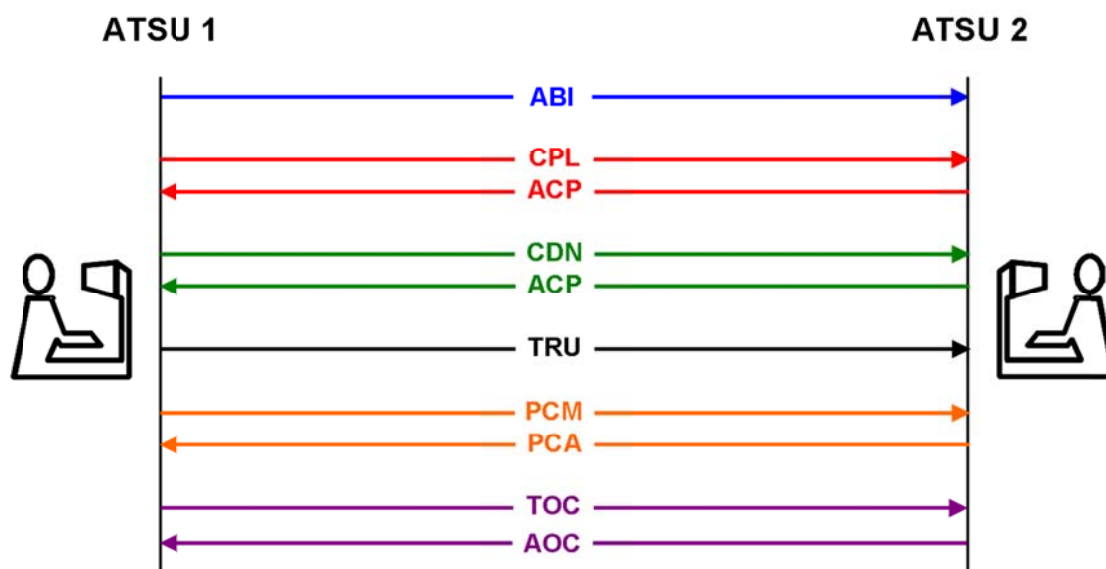 ATSU 1 ATSU 2
ABI
CPL
ACP
CDN
ACP
TRU
PCM
PCA
TOC
AOC